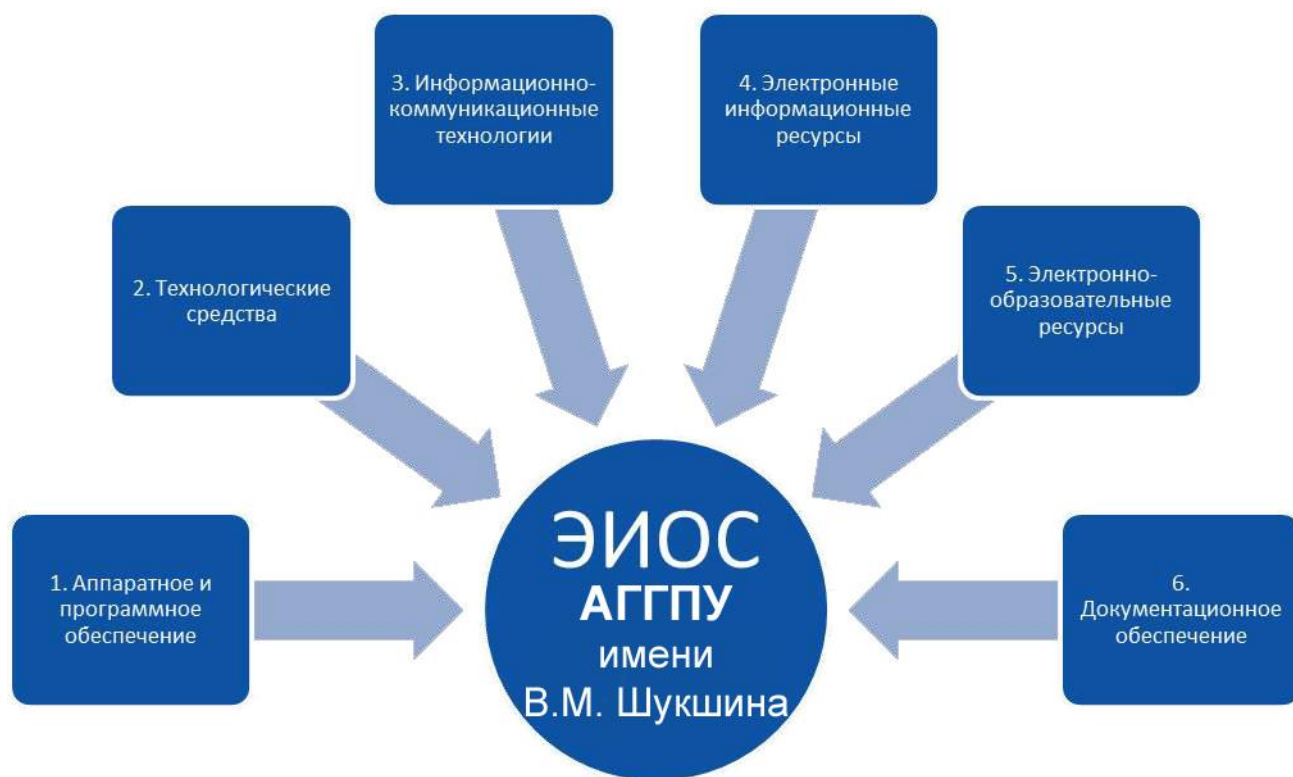 1. Аппаратное и
программное
обеспечение
2. Технологические
средства
3. Информационно-
коммуникационные
технологии
4. Электронные
информационные
ресурсы
5. Электронно-
образовательные
ресурсы
6.
Документационное
обеспечение
ЭИОС
АГГПУ
имени
В.М. Шукшина